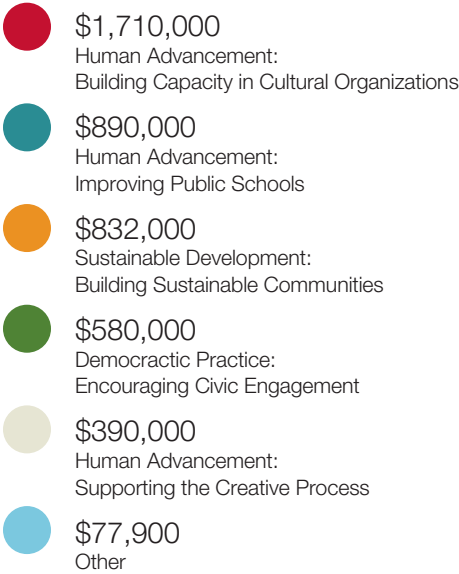 $1,710,000
Human Advancement:
Building Capacity in Cultural Organizations
$890,000
Human Advancement:
Improving Public Schools
$832,000
Sustainable Development:
Building Sustainable Communities
$580,000
Democractic Practice:
Encouraging Civic Engagement
$390,000
Human Advancement:
Supporting the Creative Process
$77,900
Other